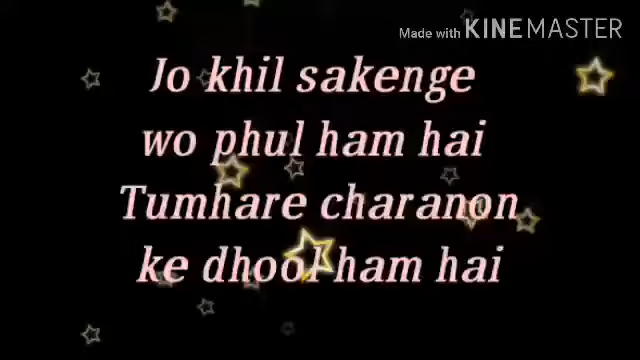 Made with KINEMASTER
Jo khil sakenge
wo phul ham hai
Tumhare charanon
ke dhool ham hai